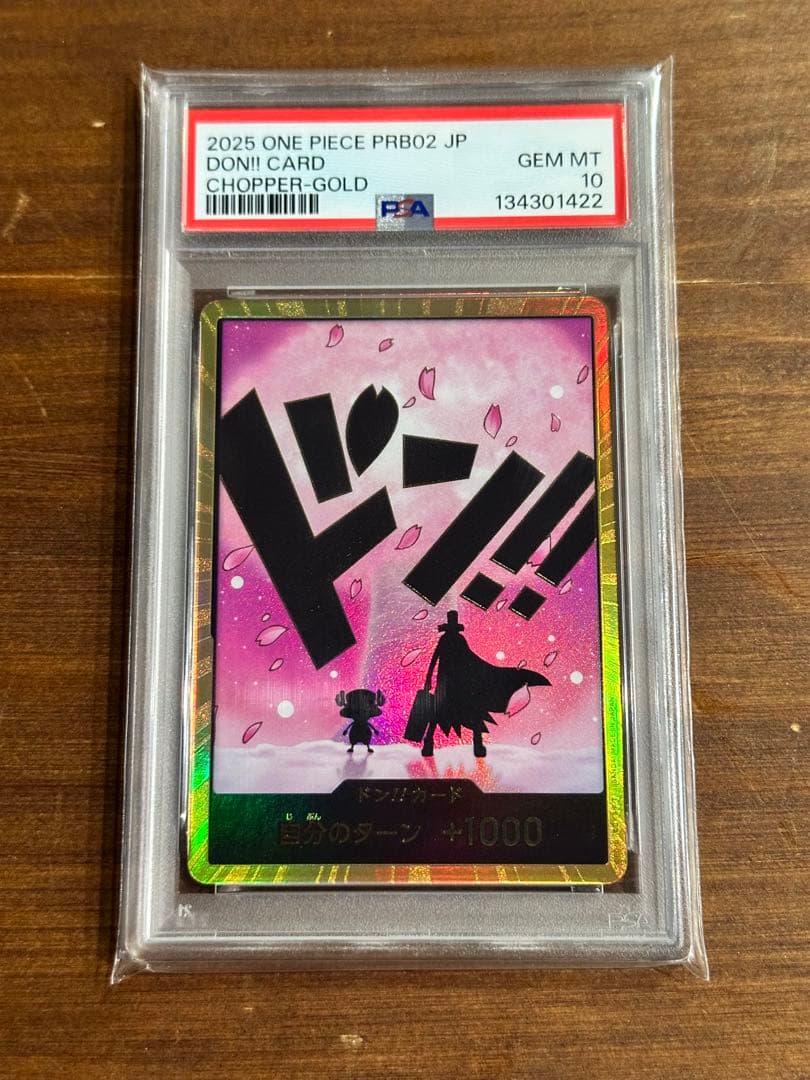 2025 ONE PIECE PRB02 JP
DON!! CARD
GEM MT
CHOPPER-GOLD
10
PSA
134301422
ドン!!
ドン!!カード
じ ぶん
自分のターン +1000
PSA